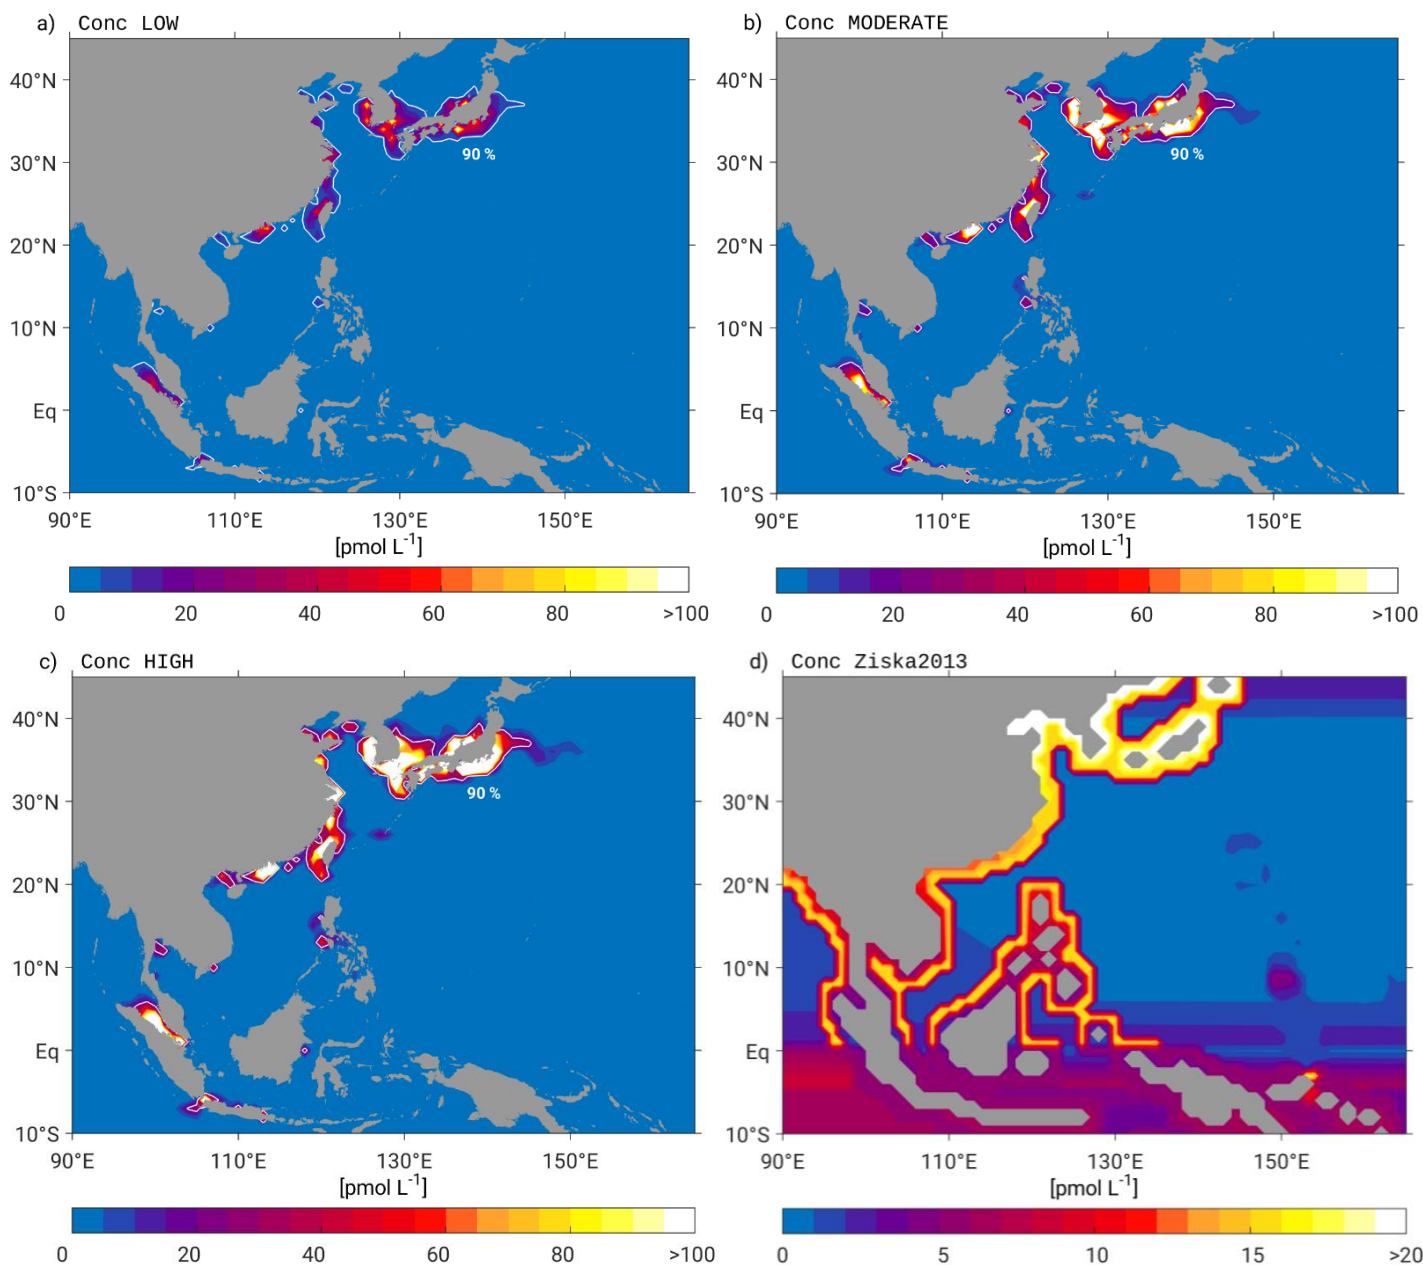 a) Conc LOW
40°N
30°N
20°N
10°N
Eq
10°S
90 %
90°E 110°E 130°E 150°E
[pmol L-1]
0 20 40 60 80 >100
b) Conc MODERATE
40°N
30°N
20°N
10°N
Eq
10°S
90 %
90°E 110°E 130°E 150°E
[pmol L-1]
0 20 40 60 80 >100
c) Conc HIGH
40°N
30°N
20°N
10°N
Eq
10°S
90 %
90°E 110°E 130°E 150°E
[pmol L-1]
0 20 40 60 80 >100
d) Conc Ziska2013
40°N
30°N
20°N
10°N
Eq
10°S
90°E 110°E 130°E 150°E
[pmol L-1]
0 5 10 15 >20